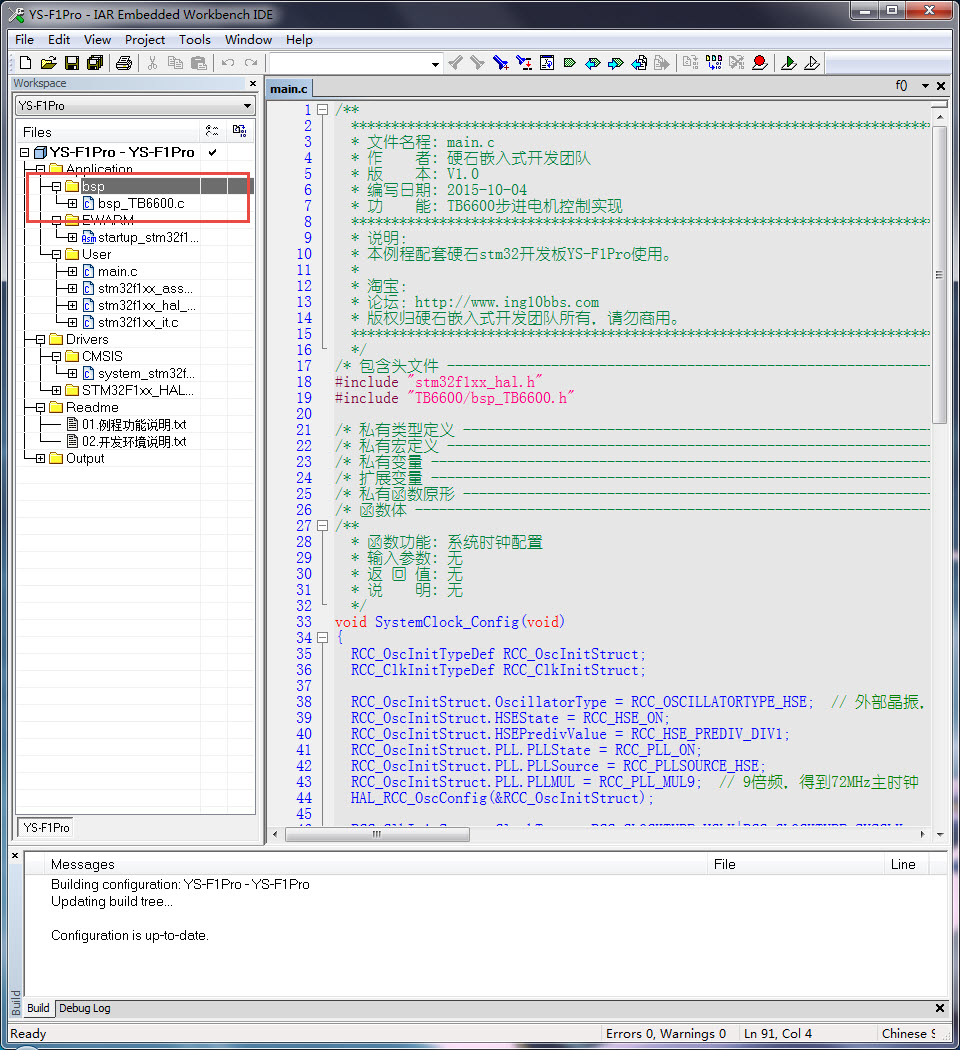 YS-F1Pro - IAR Embedded Workbench IDE
File Edit View Project Tools Window Help
Workspace
YS-F1Pro
Files
YS-F1Pro - YS-F1Pro
Application
bsp
bsp_TB6600.c
EWARM
startup_stm32f1...
User
main.c
stm32f1xx_ass...
stm32f1xx_hal_...
stm32f1xx_it.c
Drivers
CMSIS
system_stm32f...
STM32F1xx_HAL...
Readme
01.例程功能说明.txt
02.开发环境说明.txt
Output
YS-F1Pro
main.c
f()
1 /**
2 ******************************************************************************
3 * 文件名程: main.c
4 * 作 者: 硬石嵌入式开发团队
5 * 版 本: V1.0
6 * 编写日期: 2015-10-04
7 * 功 能: TB6600步进电机控制实现
8 ******************************************************************************
9 * 说明:
10 * 本例程配套硬石stm32开发板YS-F1Pro使用。
11 *
12 * 淘宝:
13 * 论坛: http://www.ing10bbs.com
14 * 版权归硬石嵌入式开发团队所有，请勿商用。
15 ******************************************************************************
16 */
17 /* 包含头文件 ----------------------------------------------------------------
18 #include "stm32f1xx_hal.h"
19 #include "TB6600/bsp_TB6600.h"
20
21 /* 私有类型定义 --------------------------------------------------------------
22 /* 私有宏定义 ----------------------------------------------------------------
23 /* 私有变量 ------------------------------------------------------------------
24 /* 扩展变量 ------------------------------------------------------------------
25 /* 私有函数原形 --------------------------------------------------------------
26 /* 函数体 --------------------------------------------------------------------
27 /**
28 * 函数功能: 系统时钟配置
29 * 输入参数: 无
30 * 返 回 值: 无
31 * 说 明: 无
32 */
33 void SystemClock_Config(void)
34 {
35 RCC_OscInitTypeDef RCC_OscInitStruct;
36 RCC_ClkInitTypeDef RCC_ClkInitStruct;
37
38 RCC_OscInitStruct.OscillatorType = RCC_OSCILLATORTYPE_HSE; // 外部晶振，
39 RCC_OscInitStruct.HSEState = RCC_HSE_ON;
40 RCC_OscInitStruct.HSEPredivValue = RCC_HSE_PREDIV_DIV1;
41 RCC_OscInitStruct.PLL.PLLState = RCC_PLL_ON;
42 RCC_OscInitStruct.PLL.PLLSource = RCC_PLLSOURCE_HSE;
43 RCC_OscInitStruct.PLL.PLLMUL = RCC_PLL_MUL9; // 9倍频，得到72MHz主时钟
44 HAL_RCC_OscConfig(&RCC_OscInitStruct);
45
Messages File Line
Building configuration: YS-F1Pro - YS-F1Pro
Updating build tree...
Configuration is up-to-date.
Build
Build Debug Log
Ready Errors 0, Warnings 0 Ln 91, Col 4 Chinese